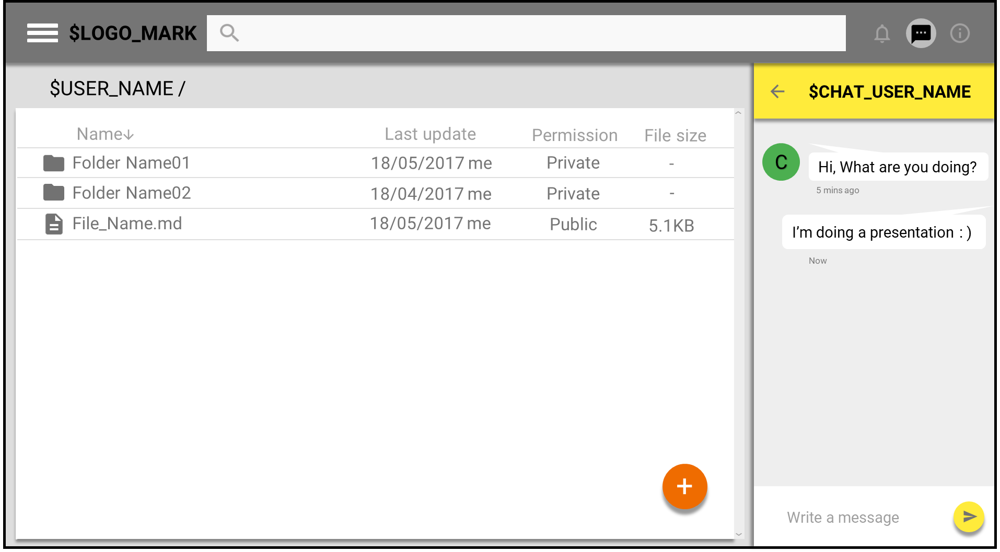 $LOGO_MARK
$USER_NAME /
Name↓ Last update Permission File size
Folder Name01 18/05/2017 me Private -
Folder Name02 18/04/2017 me Private -
File_Name.md 18/05/2017 me Public 5.1KB
$CHAT_USER_NAME
C
Hi, What are you doing?
5 mins ago
I’m doing a presentation : )
Now
Write a message